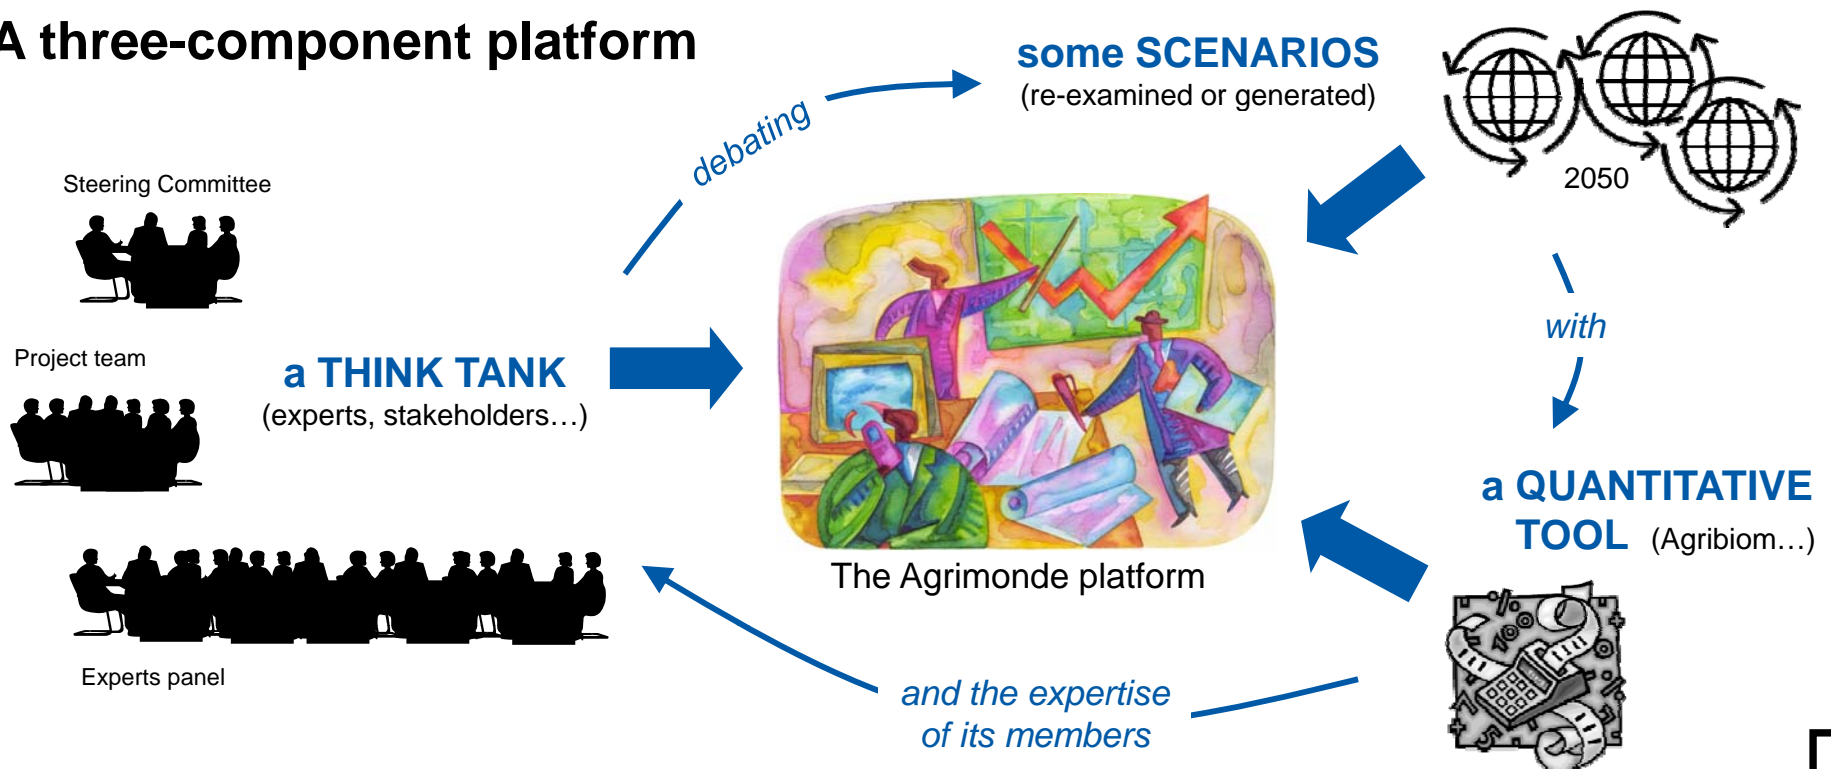 A three-component platform
some SCENARIOS
(re-examined or generated)
debating
2050
Steering Committee
with
Project team
a THINK TANK
(experts, stakeholders…)
a QUANTITATIVE
TOOL (Agribiom…)
The Agrimonde platform
Experts panel
and the expertise
of its members